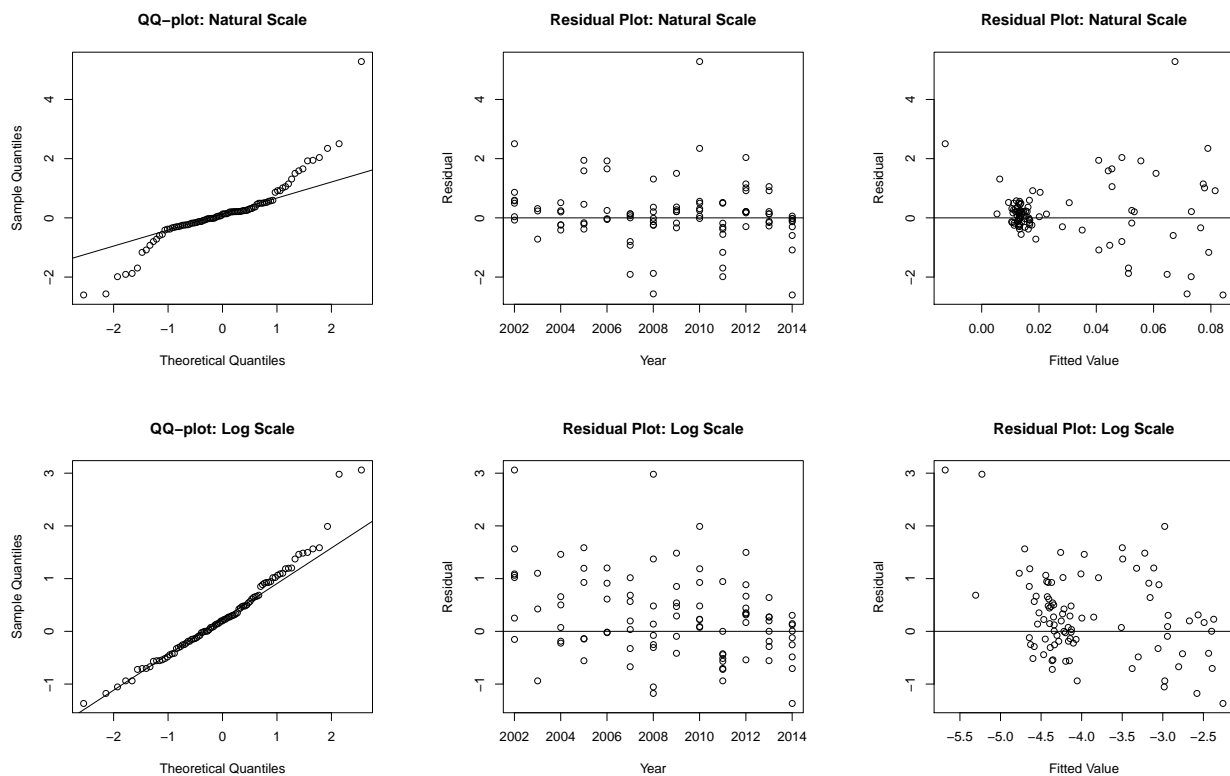 QQ-plot: Natural Scale
Sample Quantiles
4
2
0
−2
−2 −1 0 1 2
Theoretical Quantiles
Residual Plot: Natural Scale
Residual
4
2
0
−2
2002 2004 2006 2008 2010 2012 2014
Year
Residual Plot: Natural Scale
Residual
4
2
0
−2
0.00 0.02 0.04 0.06 0.08
Fitted Value
QQ-plot: Log Scale
Sample Quantiles
3
2
1
0
−1
−2 −1 0 1 2
Theoretical Quantiles
Residual Plot: Log Scale
Residual
3
2
1
0
−1
2002 2004 2006 2008 2010 2012 2014
Year
Residual Plot: Log Scale
Residual
3
2
1
0
−1
−5.5 −5.0 −4.5 −4.0 −3.5 −3.0 −2.5
Fitted Value